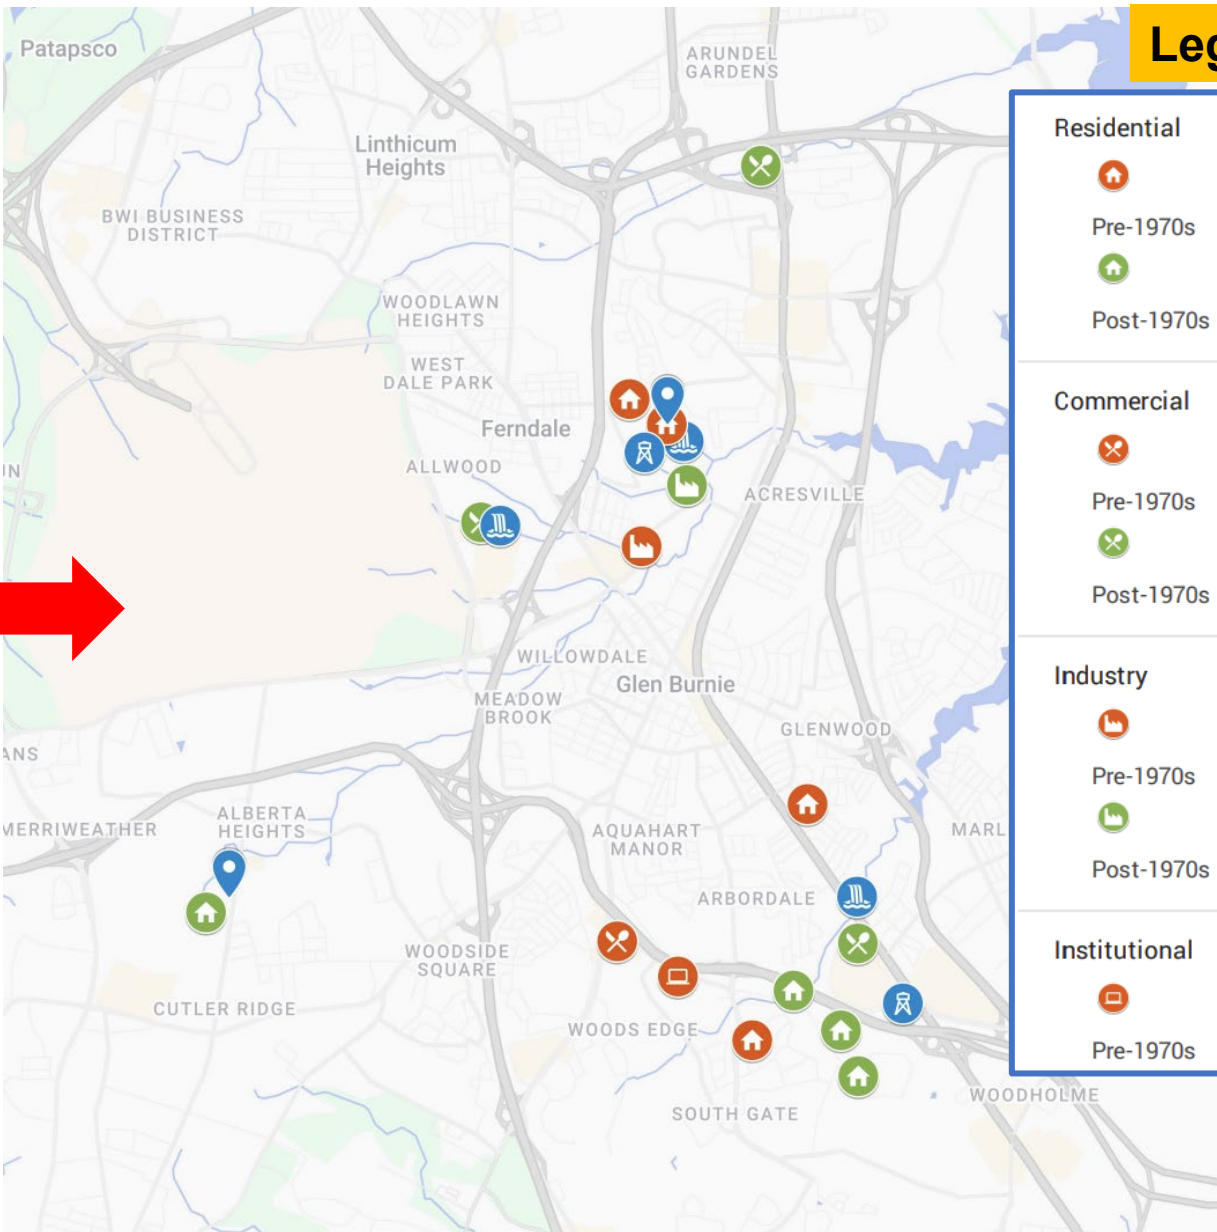 Patapsco
ARUNDEL
GARDENS
Leg
Linthicum
Heights
BWI BUSINESS
DISTRICT
WOODLAWN
HEIGHTS
WEST
DALE PARK
Ferndale
ALLWOOD
IN
ACRESVILLE
WILLOWDALE
Glen Burnie
MEADOW
BROOK
GLENWOOD
ANS
ALBERTA
HEIGHTS
MERRIWEATHER
AQUAHART
MANOR
MARL
ARBORDALE
WOODSIDE
SQUARE
CUTLER RIDGE
WOODS EDGE
WOODHOLME
SOUTH GATE
Residential
Pre-1970s
Post-1970s
Commercial
Pre-1970s
Post-1970s
Industry
Pre-1970s
Post-1970s
Institutional
Pre-1970s